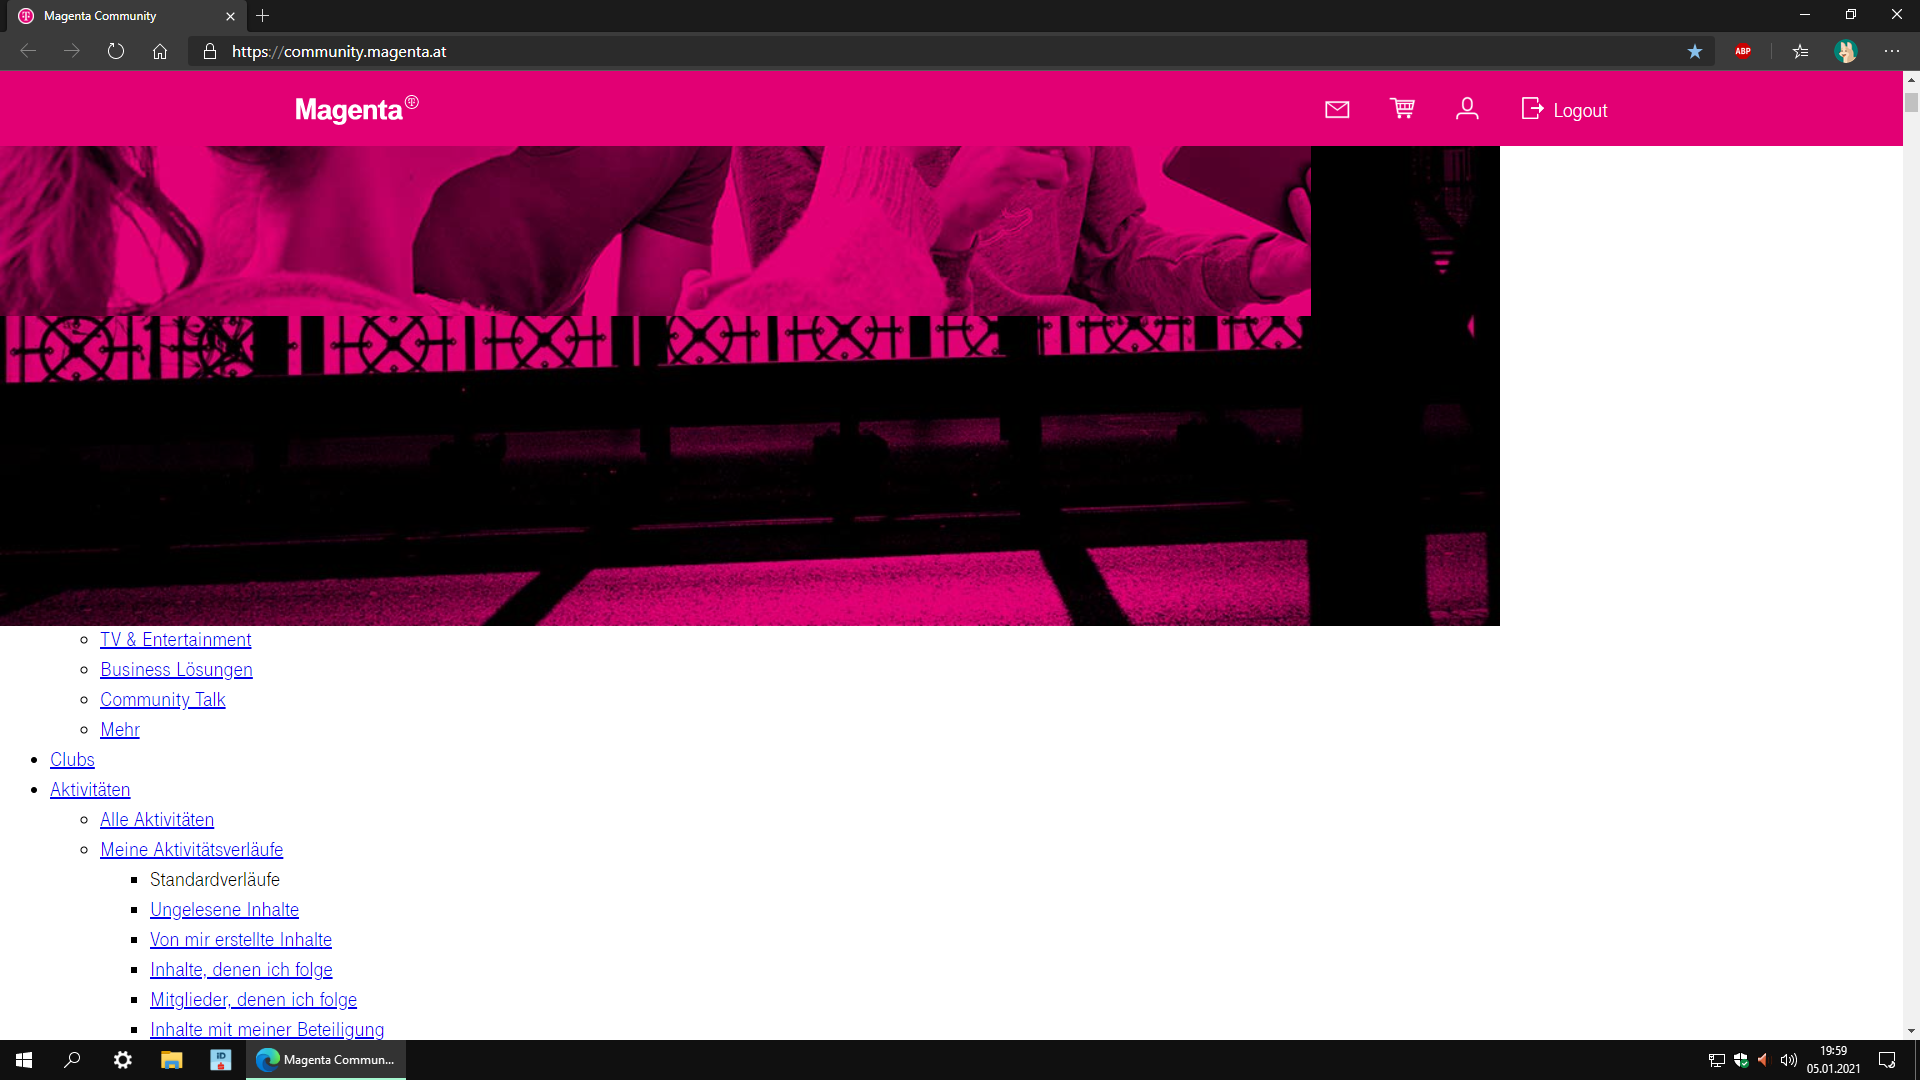 Magenta Community
https://community.magenta.at
ABP
Magenta
Logout
TV & Entertainment
Business Lösungen
Community Talk
Mehr
Clubs
Aktivitäten
Alle Aktivitäten
Meine Aktivitätsverläufe
Standardverläufe
Ungelesene Inhalte
Von mir erstellte Inhalte
Inhalte, denen ich folge
Mitglieder, denen ich folge
Inhalte mit meiner Beteiligung
iD
Magenta Commun...
19:59
05.01.2021